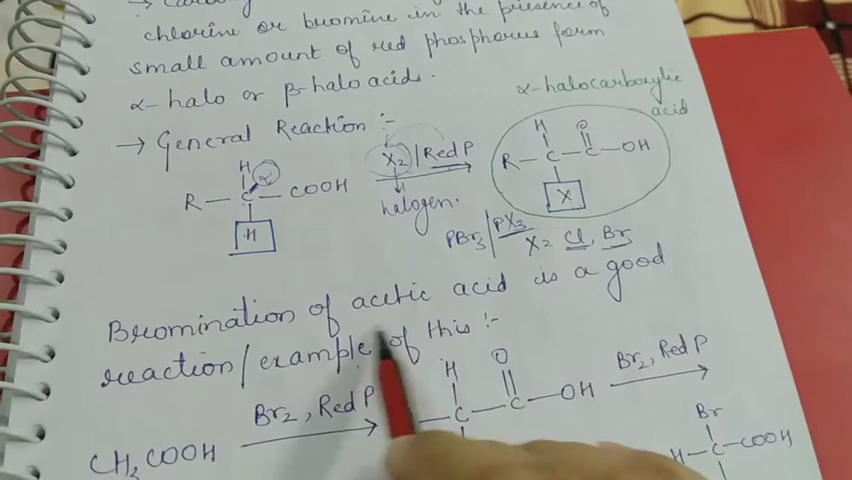 → Carboxy
chlorine or bromine in the presence of
small amount of red phosphorus form
α-halo or β-halo acids.
α-halocarboxylic
acid
→ General Reaction :-
H
α
R — C — COOH
H
X2 / Red P
halogen.
H O
R — C — C — OH
X
PBr3 / PX3
X = Cl, Br
Bromination of acetic acid is a good
reaction/example of this :-
CH3COOH
Br2, Red P
H O
C — C — OH
Br2, Red P
Br
H — C — COOH